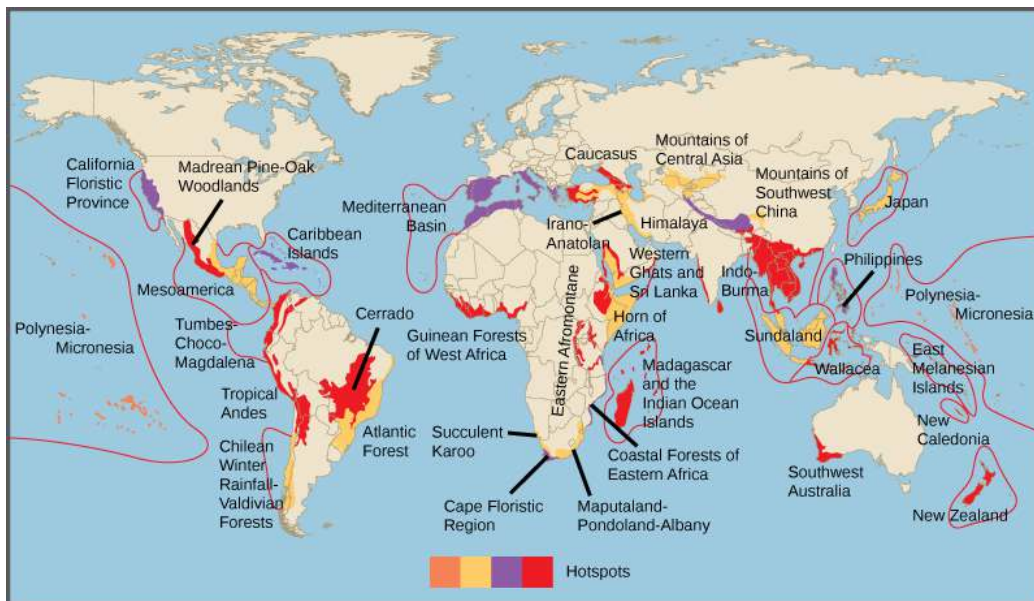 California
Floristic
Province
Madrean Pine-Oak
Woodlands
Caribbean
Islands
Mesoamerica
Polynesia-
Micronesia
Tumbes-
Choco-
Magdalena
Cerrado
Tropical
Andes
Atlantic
Forest
Chilean
Winter
Rainfall-
Valdivian
Forests
Mediterranean
Basin
Caucasus
Irano-
Anatolan
Mountains of
Central Asia
Mountains of
Southwest
China
Himalaya
Japan
Western
Ghats and
Sri Lanka
Indo-
Burma
Philippines
Guinean Forests
of West Africa
Eastern Afromontane
Horn of
Africa
Sundaland
Wallacea
Polynesia-
Micronesia
East
Melanesian
Islands
Madagascar
and the
Indian Ocean
Islands
New
Caledonia
Succulent
Karoo
Coastal Forests of
Eastern Africa
Southwest
Australia
Cape Floristic
Region
Maputaland-
Pondoland-Albany
New Zealand
Hotspots